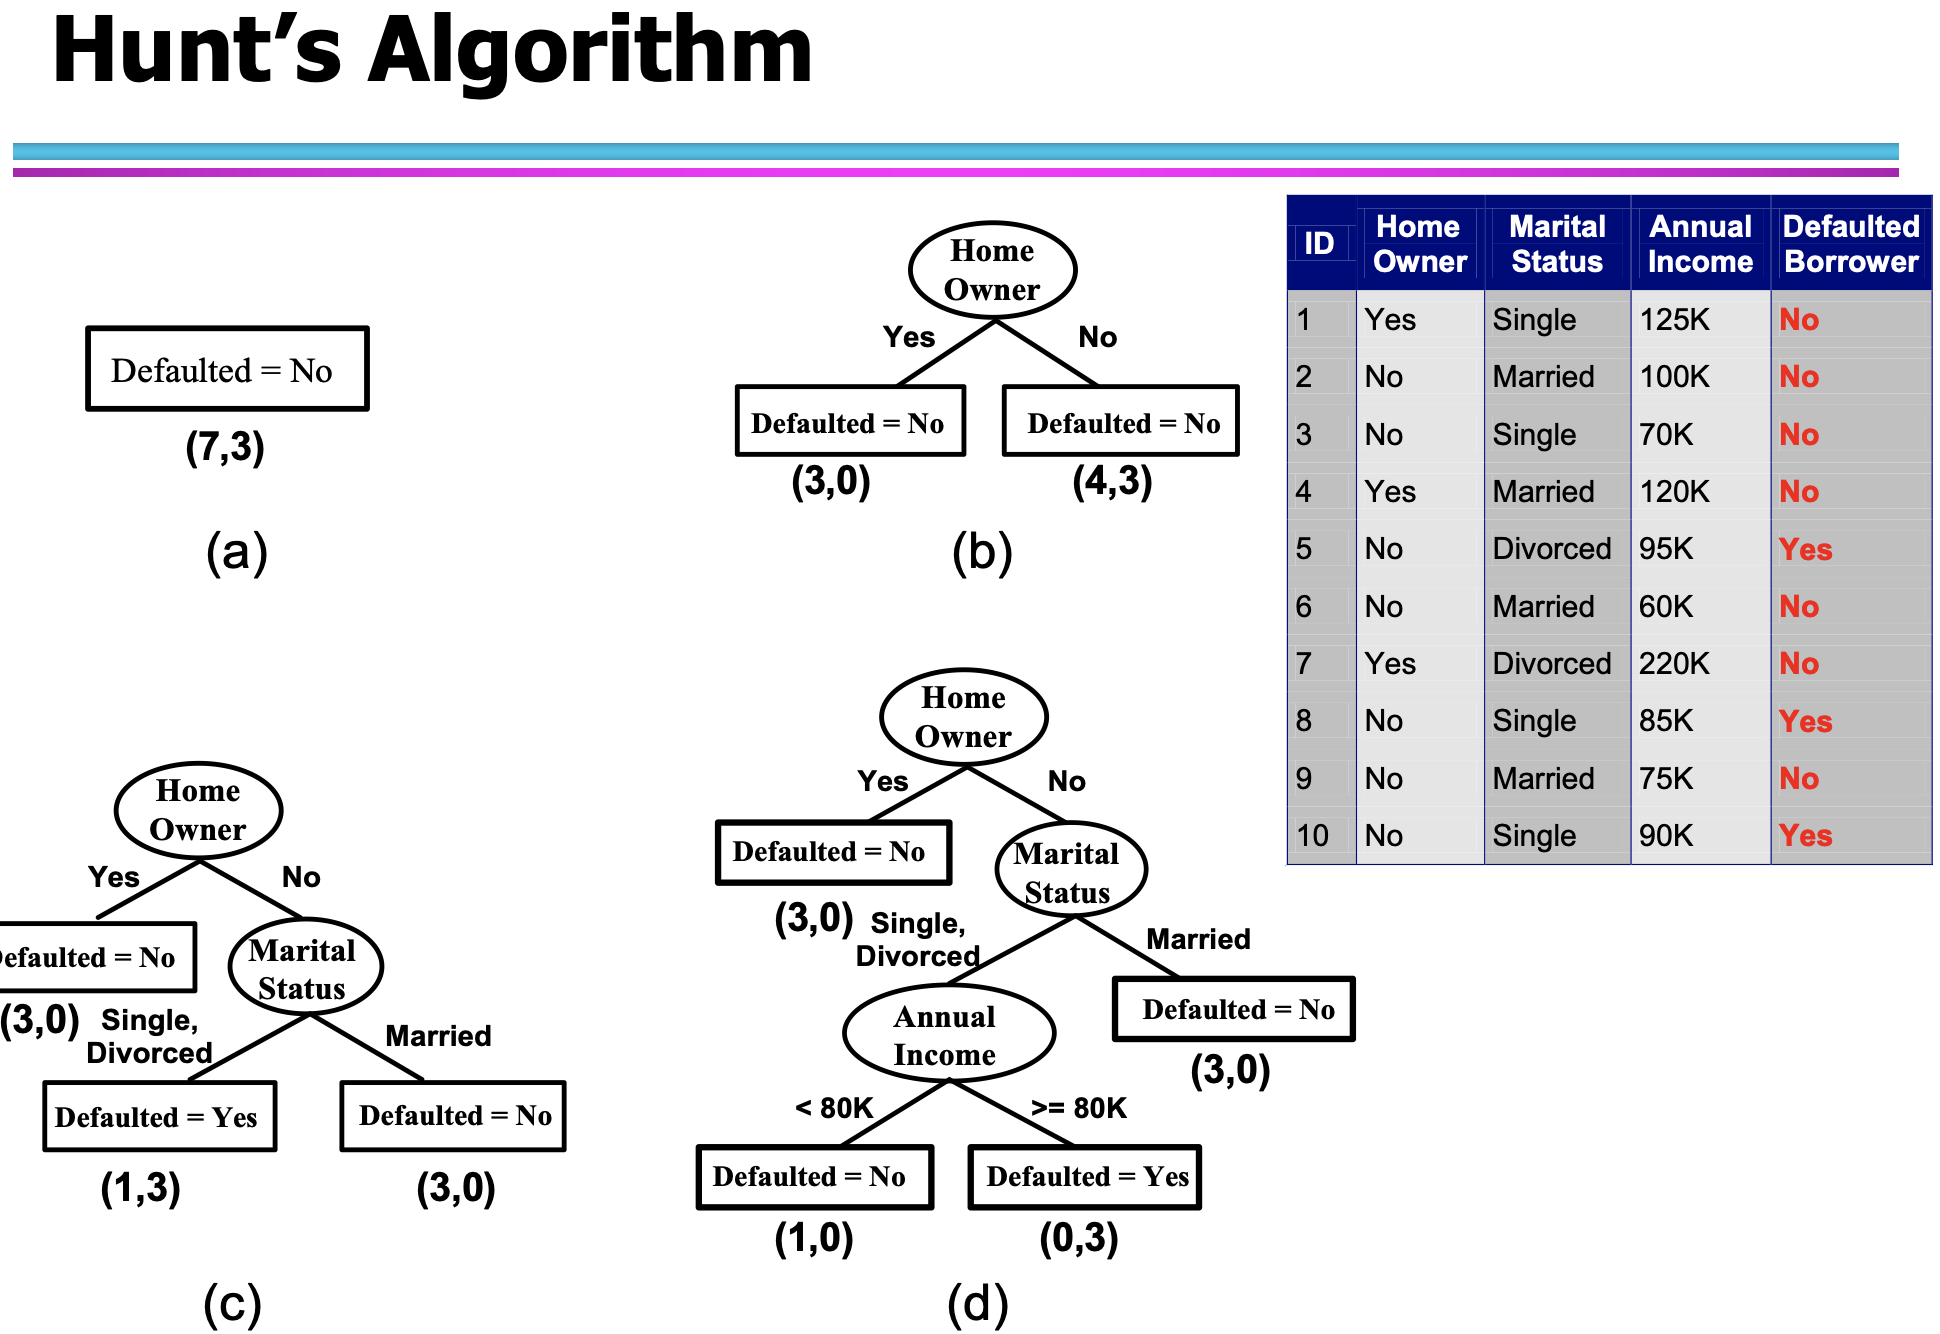 Hunt's Algorithm
Defaulted = No
(7,3)
(a)
Home
Owner
Yes
No
Defaulted = No
Defaulted = No
(3,0)
(4,3)
(b)
ID
Home
Owner
Marital
Status
Annual
Income
Defaulted
Borrower
1 Yes Single 125K No
2 No Married 100K No
3 No Single 70K No
4 Yes Married 120K No
5 No Divorced 95K Yes
6 No Married 60K No
7 Yes Divorced 220K No
8 No Single 85K Yes
9 No Married 75K No
10 No Single 90K Yes
Home
Owner
Yes
No
efaulted = No
Marital
Status
(3,0)
Single,
Divorced
Married
Defaulted = Yes
Defaulted = No
(1,3)
(3,0)
(c)
Home
Owner
Yes
No
Defaulted = No
Marital
Status
(3,0)
Single,
Divorced
Married
Annual
Income
Defaulted = No
(3,0)
< 80K
>= 80K
Defaulted = No
Defaulted = Yes
(1,0)
(0,3)
(d)